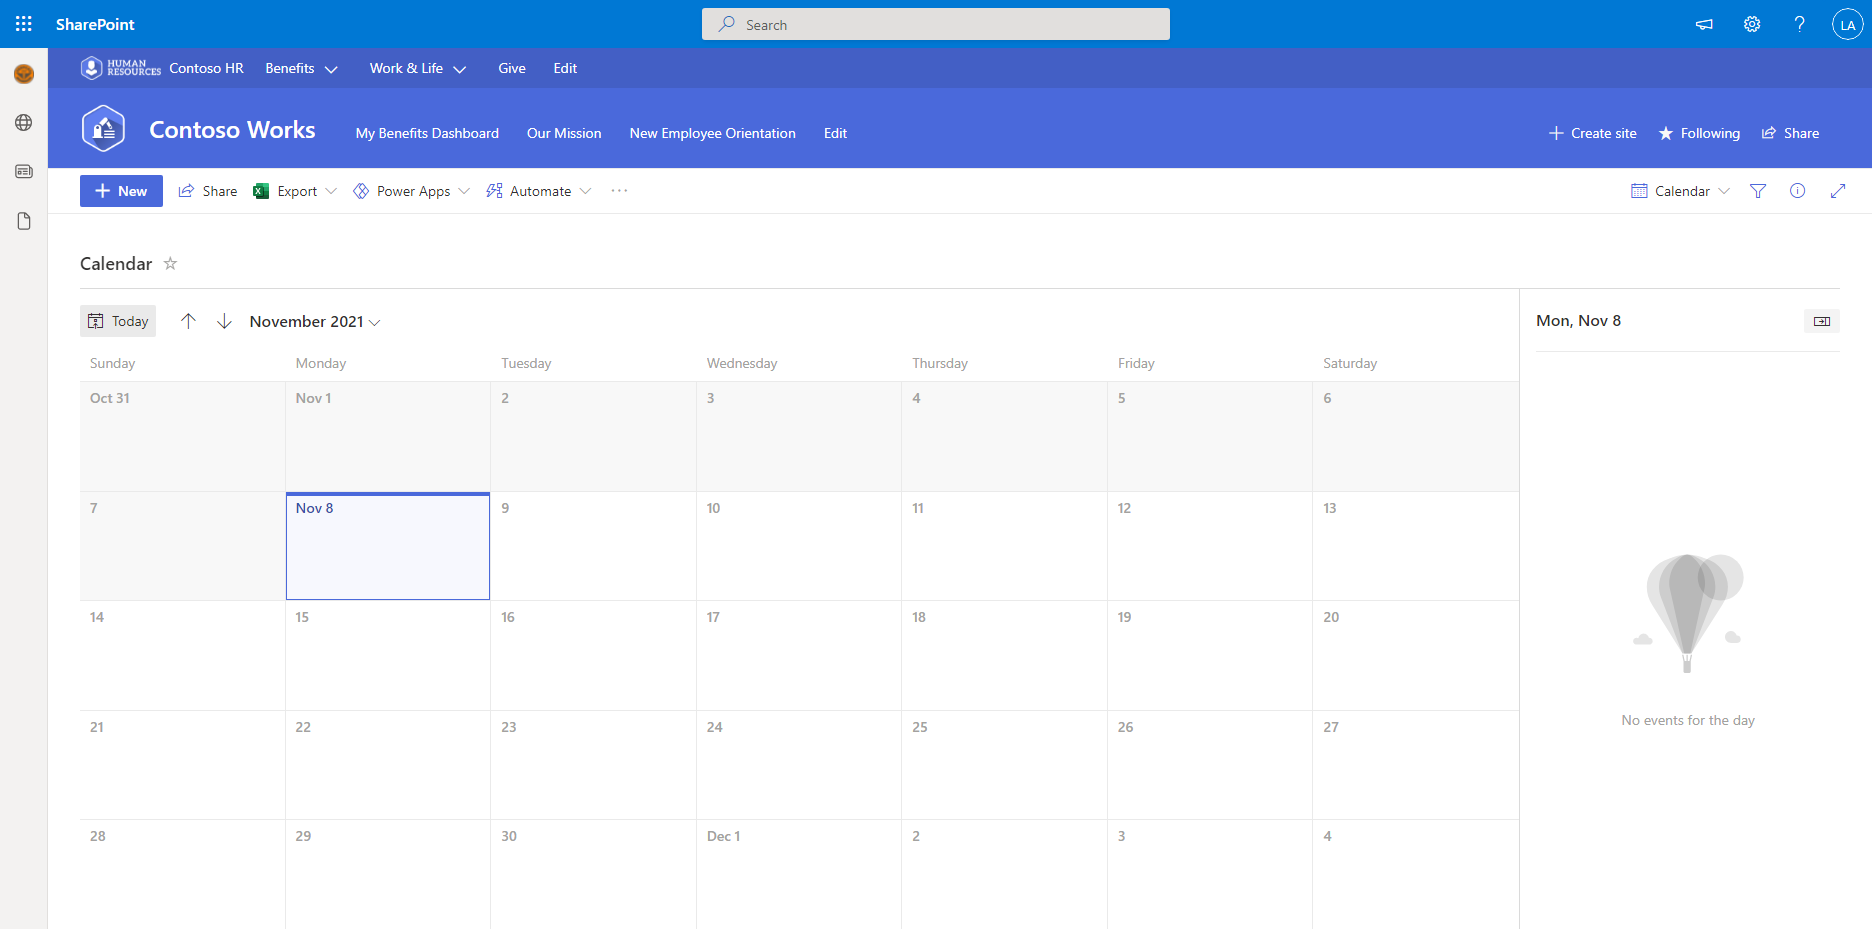 SharePoint
Search
LA
HUMAN RESOURCES Contoso HR Benefits Work & Life Give Edit
Contoso Works My Benefits Dashboard Our Mission New Employee Orientation Edit Create site Following Share
New Share Export Power Apps Automate ··· Calendar
Calendar
Today November 2021 Mon, Nov 8
Sunday Monday Tuesday Wednesday Thursday Friday Saturday
Oct 31 Nov 1 2 3 4 5 6
7 Nov 8 9 10 11 12 13
14 15 16 17 18 19 20
No events for the day
21 22 23 24 25 26 27
28 29 30 Dec 1 2 3 4